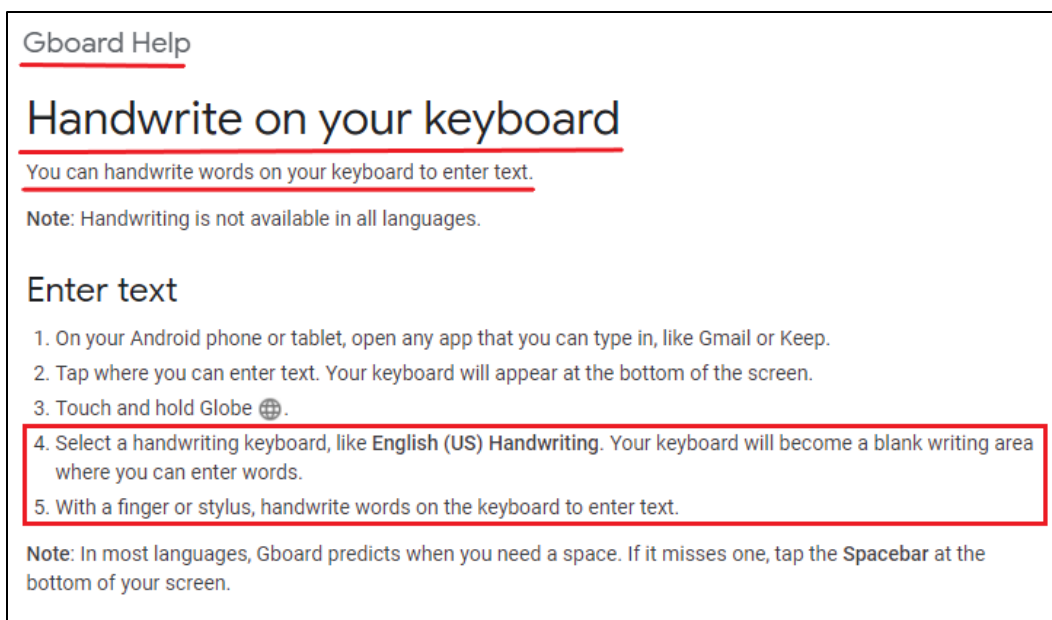 Gboard Help
Handwrite on your keyboard
You can handwrite words on your keyboard to enter text.
Note: Handwriting is not available in all languages.
Enter text
1. On your Android phone or tablet, open any app that you can type in, like Gmail or Keep.
2. Tap where you can enter text. Your keyboard will appear at the bottom of the screen.
3. Touch and hold Globe .
4. Select a handwriting keyboard, like English (US) Handwriting. Your keyboard will become a blank writing area
where you can enter words.
5. With a finger or stylus, handwrite words on the keyboard to enter text.
Note: In most languages, Gboard predicts when you need a space. If it misses one, tap the Spacebar at the
bottom of your screen.